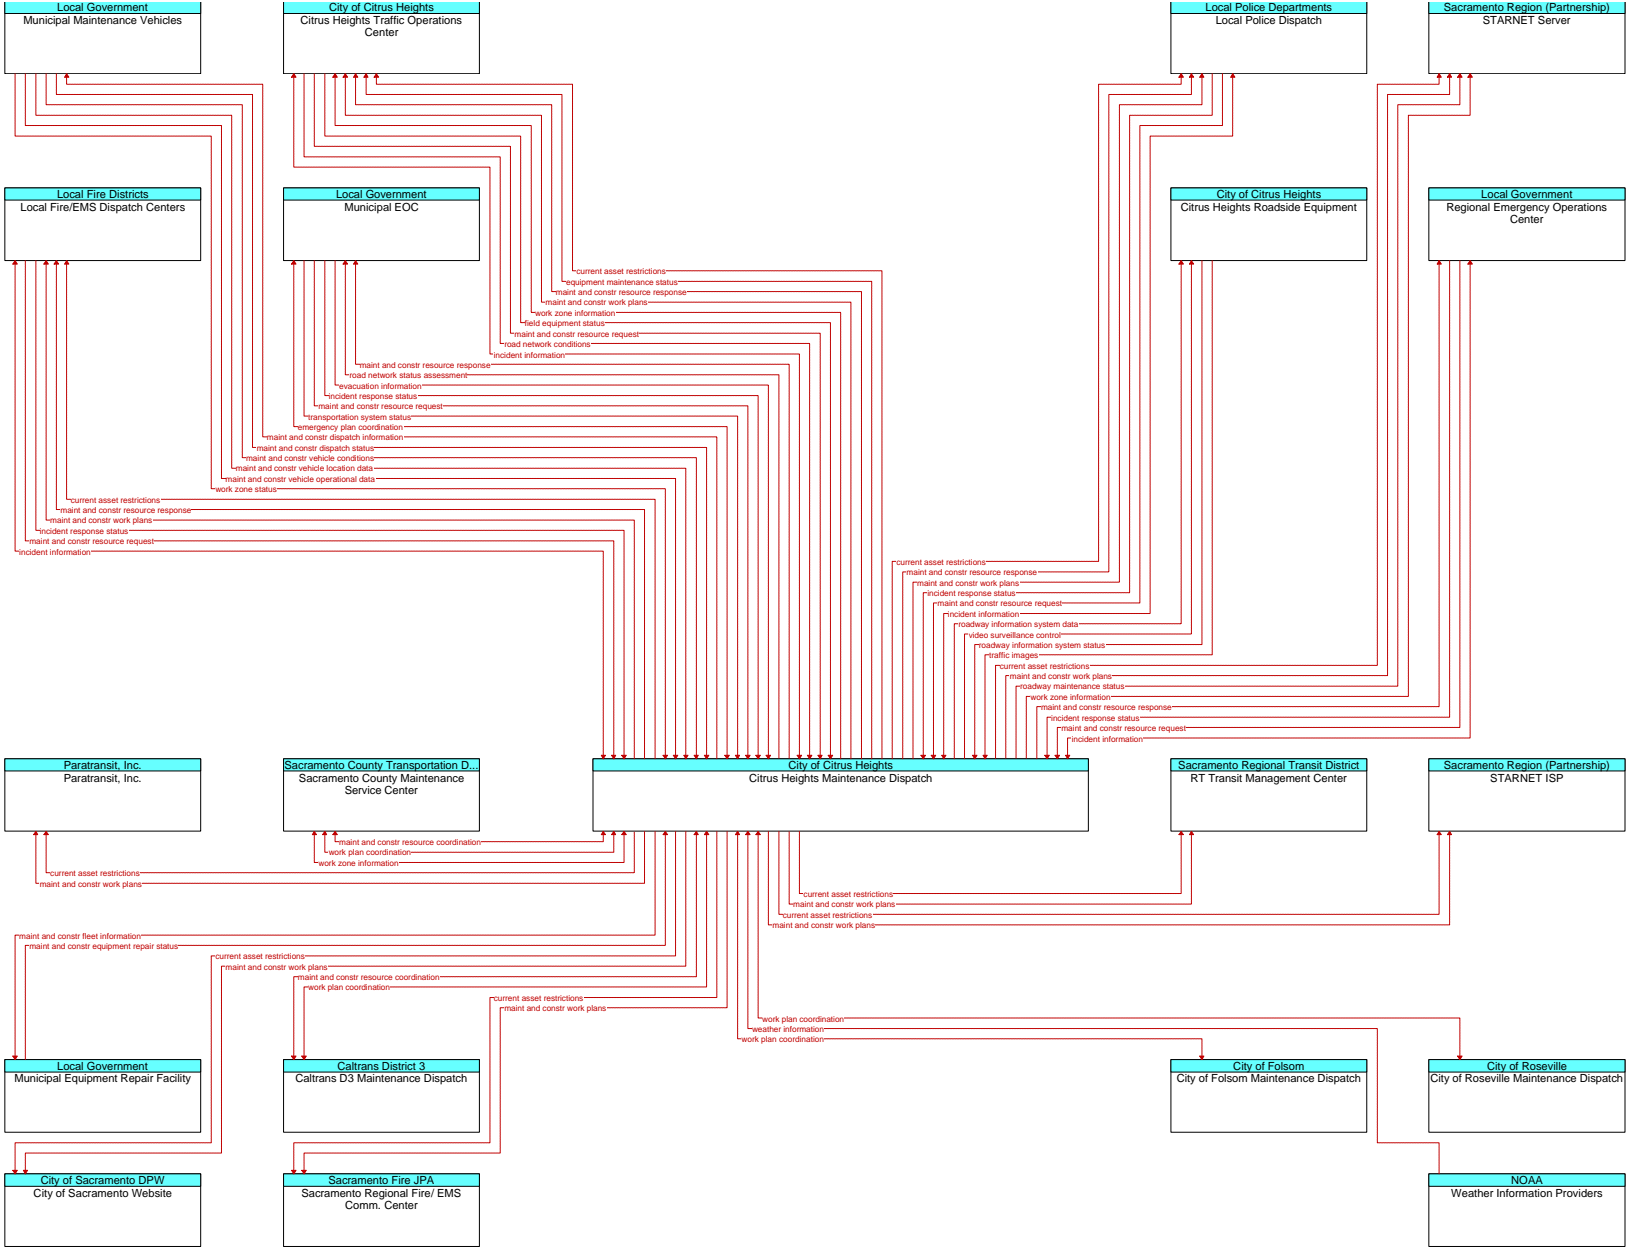 Local Government
Municipal Maintenance Vehicles
City of Citrus Heights
Citrus Heights Traffic Operations
Center
Local Police Departments
Local Police Dispatch
Sacramento Region (Partnership)
STARNET Server
Local Fire Districts
Local Fire/EMS Dispatch Centers
Local Government
Municipal EOC
City of Citrus Heights
Citrus Heights Roadside Equipment
Local Government
Regional Emergency Operations
Center
current asset restrictions
equipment maintenance status
maint and constr resource response
maint and constr work plans
work zone information
field equipment status
maint and constr resource request
road network conditions
incident information
maint and constr resource response
road network status assessment
evacuation information
incident response status
maint and constr resource request
transportation system status
emergency plan coordination
maint and constr dispatch information
maint and constr dispatch status
maint and constr vehicle conditions
maint and constr vehicle location data
maint and constr vehicle operational data
work zone status
current asset restrictions
maint and constr resource response
maint and constr work plans
incident response status
maint and constr resource request
incident information
current asset restrictions
maint and constr resource response
maint and constr work plans
incident response status
maint and constr resource request
incident information
roadway information system data
video surveillance control
roadway information system status
traffic images
current asset restrictions
maint and constr work plans
roadway maintenance status
work zone information
maint and constr resource response
incident response status
maint and constr resource request
incident information
Paratransit, Inc.
Paratransit, Inc.
Sacramento County Transportation D...
Sacramento County Maintenance
Service Center
City of Citrus Heights
Citrus Heights Maintenance Dispatch
Sacramento Regional Transit District
RT Transit Management Center
Sacramento Region (Partnership)
STARNET ISP
maint and constr resource coordination
work plan coordination
work zone information
current asset restrictions
maint and constr work plans
current asset restrictions
maint and constr work plans
current asset restrictions
maint and constr work plans
maint and constr fleet information
maint and constr equipment repair status
current asset restrictions
maint and constr work plans
maint and constr resource coordination
work plan coordination
current asset restrictions
maint and constr work plans
work plan coordination
weather information
work plan coordination
Local Government
Municipal Equipment Repair Facility
Caltrans District 3
Caltrans D3 Maintenance Dispatch
City of Folsom
City of Folsom Maintenance Dispatch
City of Roseville
City of Roseville Maintenance Dispatch
City of Sacramento DPW
City of Sacramento Website
Sacramento Fire JPA
Sacramento Regional Fire/ EMS
Comm. Center
NOAA
Weather Information Providers